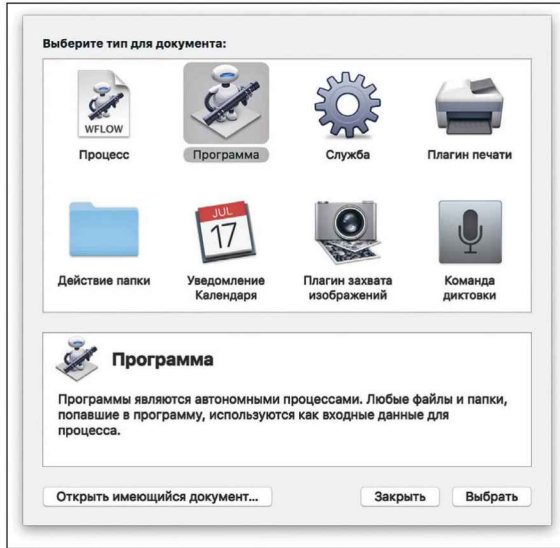 Выберите тип для документа:
WFLOW
Процесс
Программа
Служба
Плагин печати
JUL
17
Действие папки
Уведомление
Календаря
Плагин захвата
изображений
Команда
диктовки
Программа
Программы являются автономными процессами. Любые файлы и папки,
попавшие в программу, используются как входные данные для
процесса.
Открыть имеющийся документ...
Закрыть
Выбрать